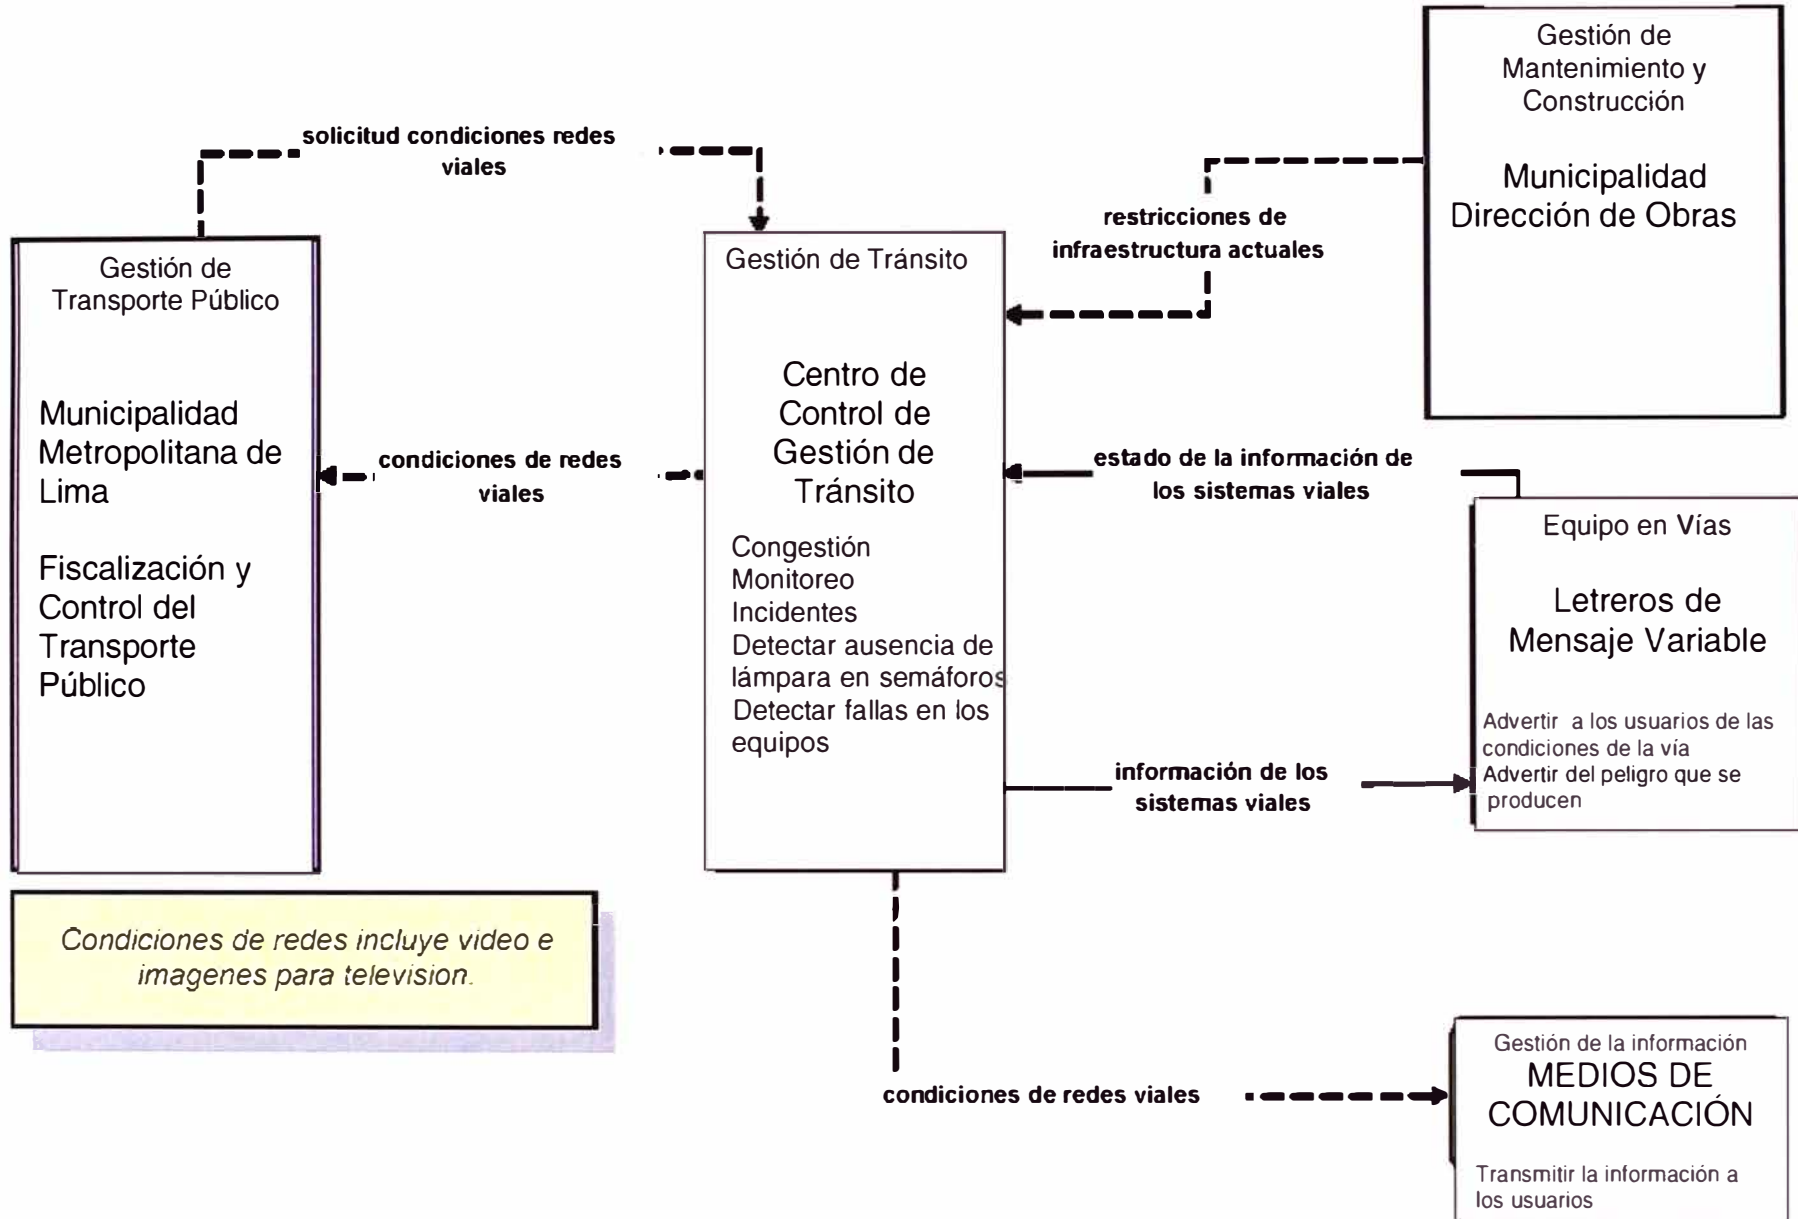 Gestión de
Mantenimiento y
Construcción
Municipalidad
Dirección de Obras
solicitud condiciones redes
viales
restricciones de
infraestructura actuales
Gestión de
Transporte Público
Municipalidad
Metropolitana de
Lima
Fiscalización y
Control del
Transporte
Público
condiciones de redes
viales
Gestión de Tránsito
Centro de
Control de
Gestión de
Tránsito
Congestión
Monitoreo
Incidentes
Detectar ausencia de
lámpara en semáforos
Detectar fallas en los
equipos
estado de la información de
los sistemas viales
Equipo en Vías
Letreros de
Mensaje Variable
Advertir a los usuarios de las
condiciones de la vía
Advertir del peligro que se
producen
información de los
sistemas viales
Condiciones de redes incluye video e
imagenes para television.
condiciones de redes viales
Gestión de la información
MEDIOS DE
COMUNICACIÓN
Transmitir la información a
los usuarios